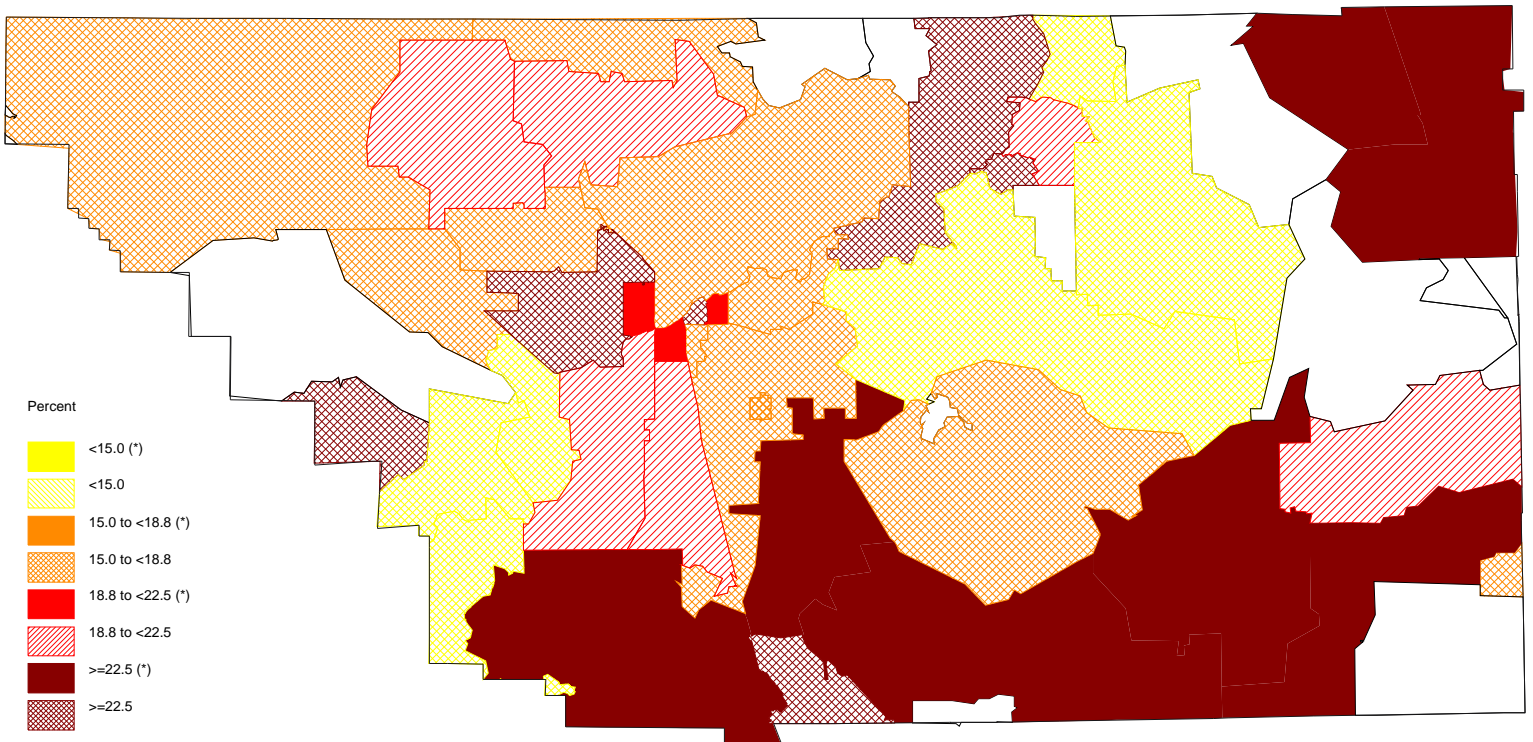 Percent
<15.0 (*)
<15.0
15.0 to <18.8 (*)
15.0 to <18.8
18.8 to <22.5 (*)
18.8 to <22.5
>=22.5 (*)
>=22.5